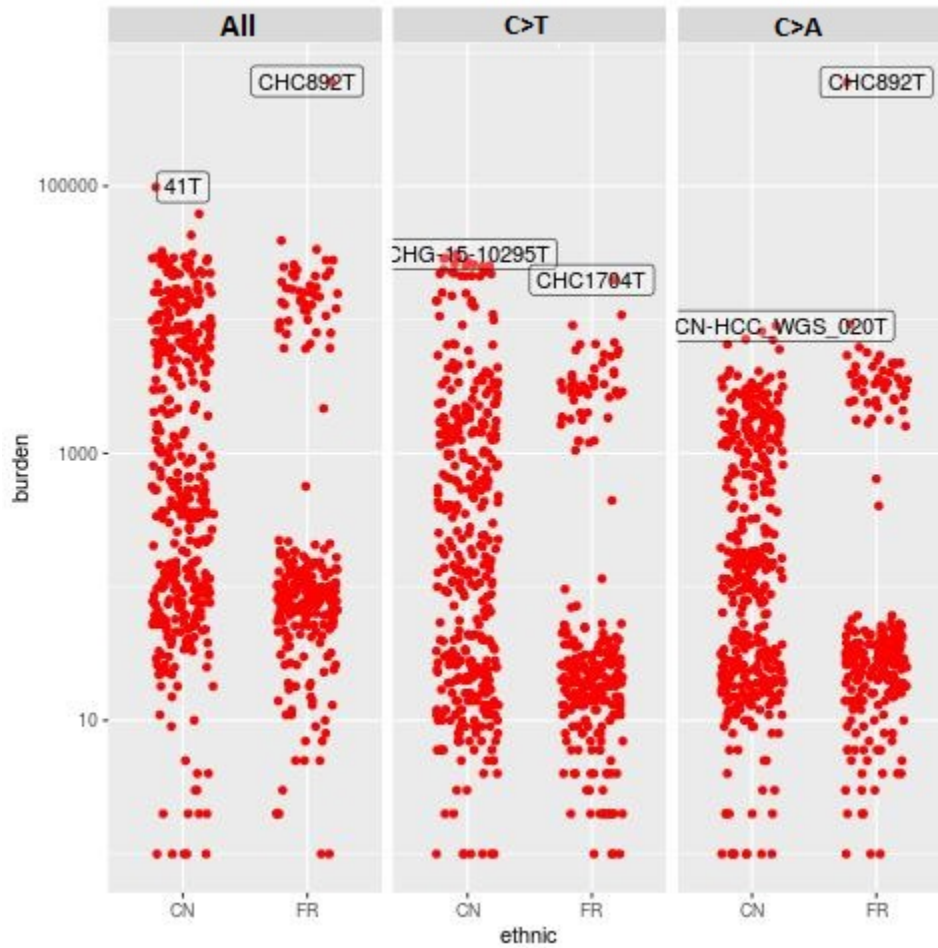 All C>T C>A
CHC892T CHC892T
100000 41T
CHG-15-10295T
CHC1704T
CN-HCC_WGS_020T
1000
burden
10
CN FR CN FR CN FR
ethnic